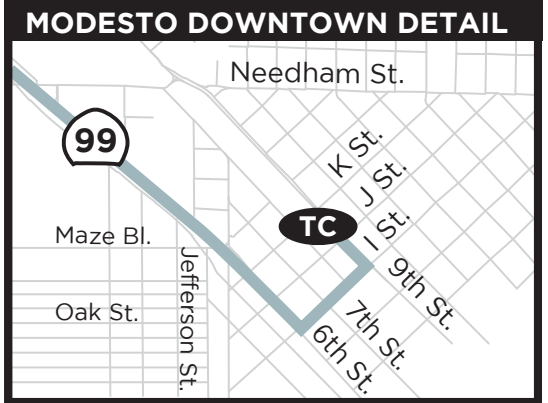 MODESTO DOWNTOWN DETAIL
Needham St.
99
K St.
J St.
I St.
TC
Maze Bl.
Jefferson St.
9th St.
Oak St.
7th St.
6th St.